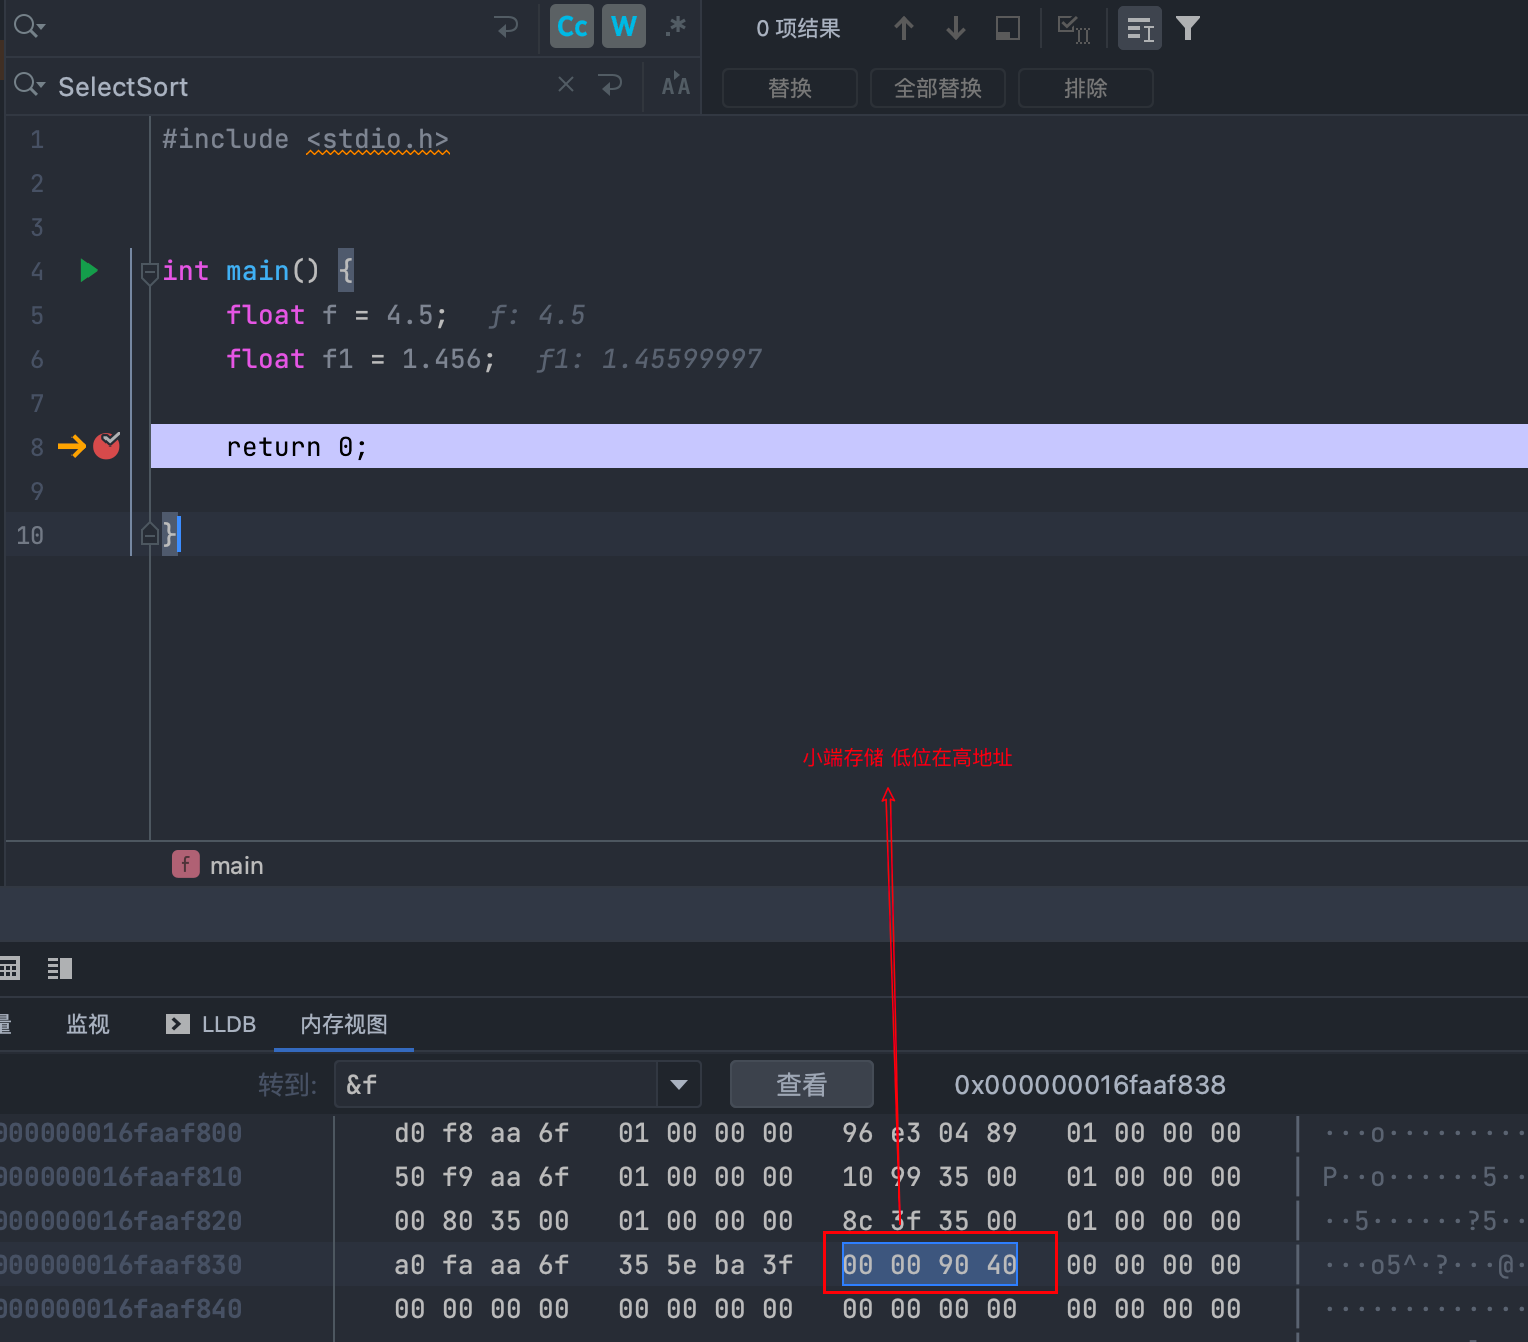 Cc W .*
0 项结果
SelectSort
替换 全部替换 排除
1 #include <stdio.h>
2
3
4 int main() {
5 float f = 4.5; f: 4.5
6 float f1 = 1.456; f1: 1.45599997
7
8 return 0;
9
10 }
小端存储 低位在高地址
f main
量 监视 LLDB 内存视图
转到: &f 查看 0x000000016faaf838
000000016faaf800 d0 f8 aa 6f 01 00 00 00 96 e3 04 89 01 00 00 00 ···o·········
000000016faaf810 50 f9 aa 6f 01 00 00 00 10 99 35 00 01 00 00 00 P··o······5··
000000016faaf820 00 80 35 00 01 00 00 00 8c 3f 35 00 01 00 00 00 ··5······?5··
000000016faaf830 a0 fa aa 6f 35 5e ba 3f 00 00 90 40 00 00 00 00 ···o5^·?···@·
000000016faaf840 00 00 00 00 00 00 00 00 00 00 00 00 00 00 00 00 ·············